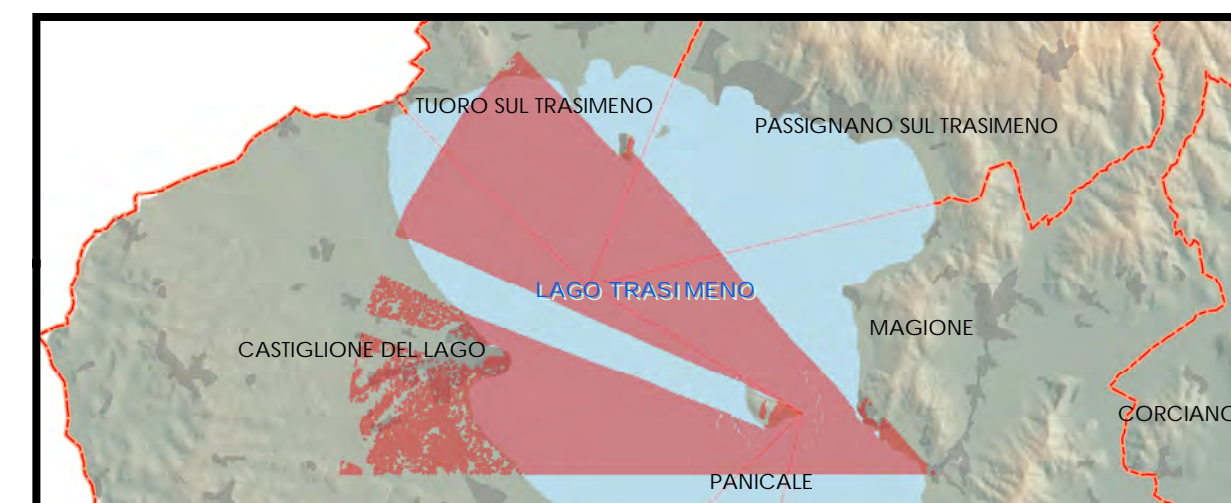 TUORO SUL TRASIMENO
PASSIGNANO SUL TRASIMENO
LAGO TRASIMENO
MAGIONE
CASTIGLIONE DEL LAGO
CORCIANO
PANICALE